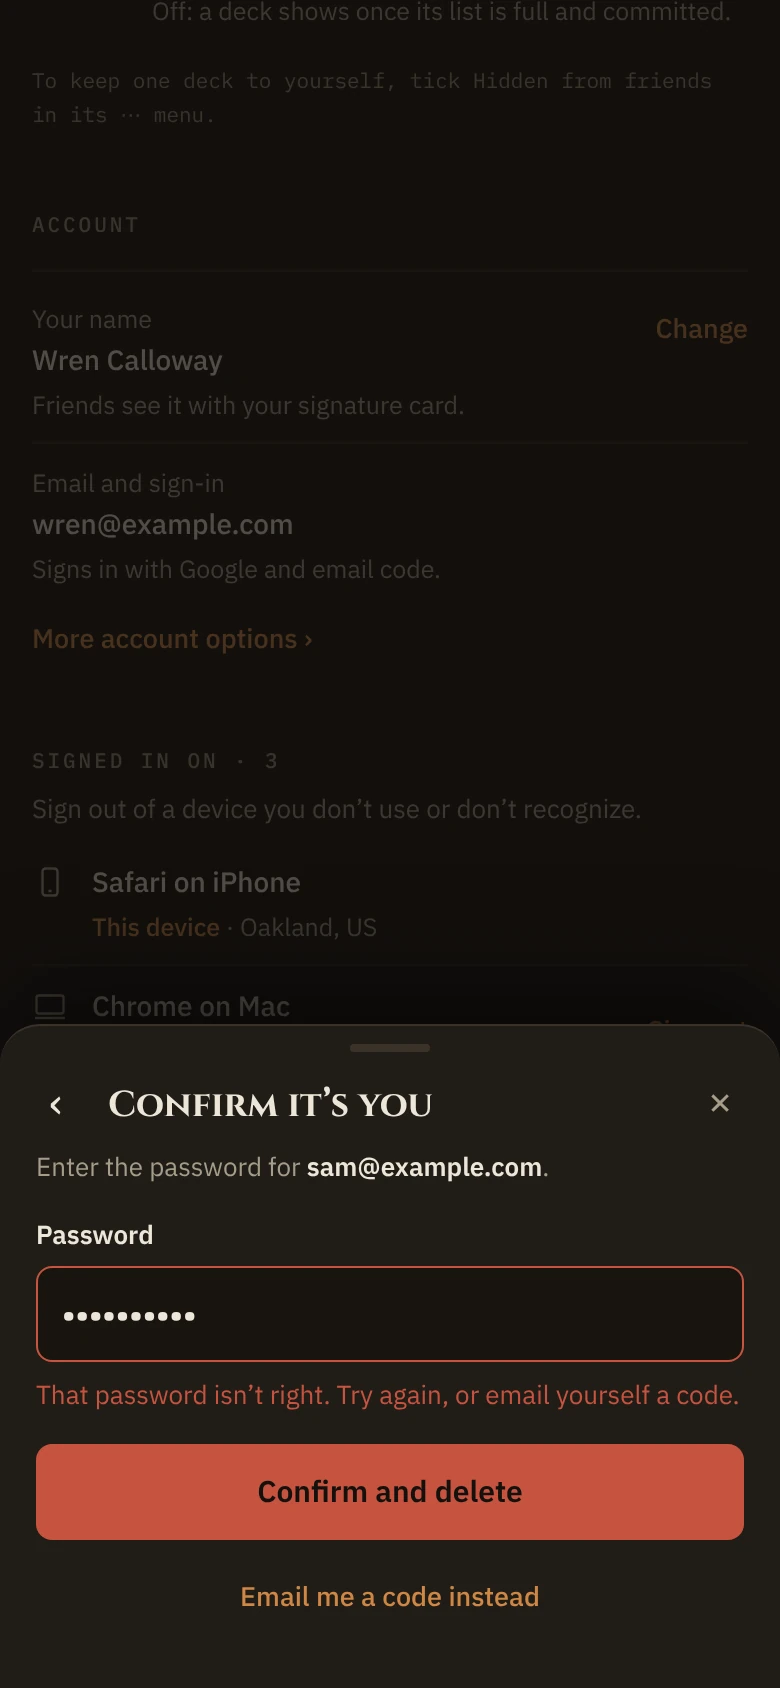 Off: a deck shows once its list is full and committed.
To keep one deck to yourself, tick Hidden from friends
in its ··· menu.
ACCOUNT
Your name
Change
Wren Calloway
Friends see it with your signature card.
Email and sign-in
wren@example.com
Signs in with Google and email code.
More account options ›
SIGNED IN ON · 3
Sign out of a device you don’t use or don’t recognize.
Safari on iPhone
This device · Oakland, US
Chrome on Mac
‹ Confirm it’s you ✕
Enter the password for sam@example.com.
Password
••••••••••
That password isn’t right. Try again, or email yourself a code.
Confirm and delete
Email me a code instead